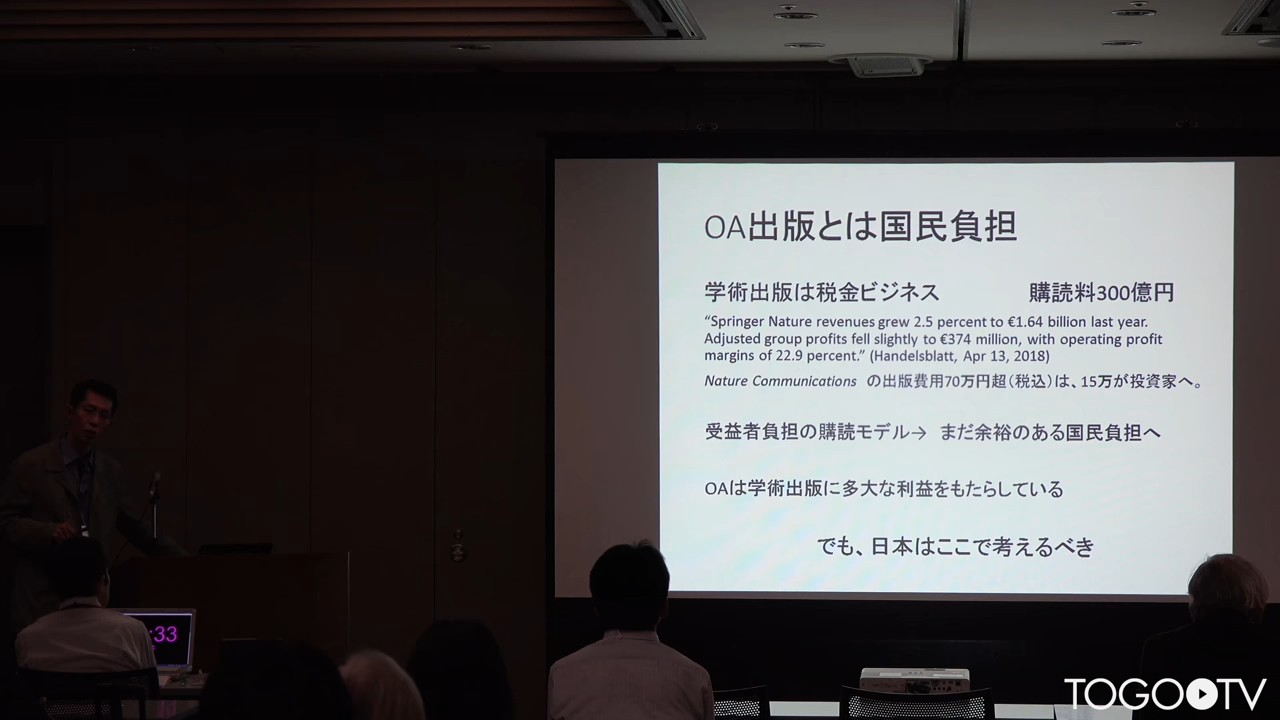 OA出版とは国民負担
学術出版は税金ビジネス 購読料300億円
“Springer Nature revenues grew 2.5 percent to €1.64 billion last year.
Adjusted group profits fell slightly to €374 million, with operating profit
margins of 22.9 percent.” (Handelsblatt, Apr 13, 2018)
Nature Communications の出版費用70万円超（税込）は、15万が投資家へ。
受益者負担の購読モデル→ まだ余裕のある国民負担へ
OAは学術出版に多大な利益をもたらしている
でも、日本はここで考えるべき
:33
TOGOTV